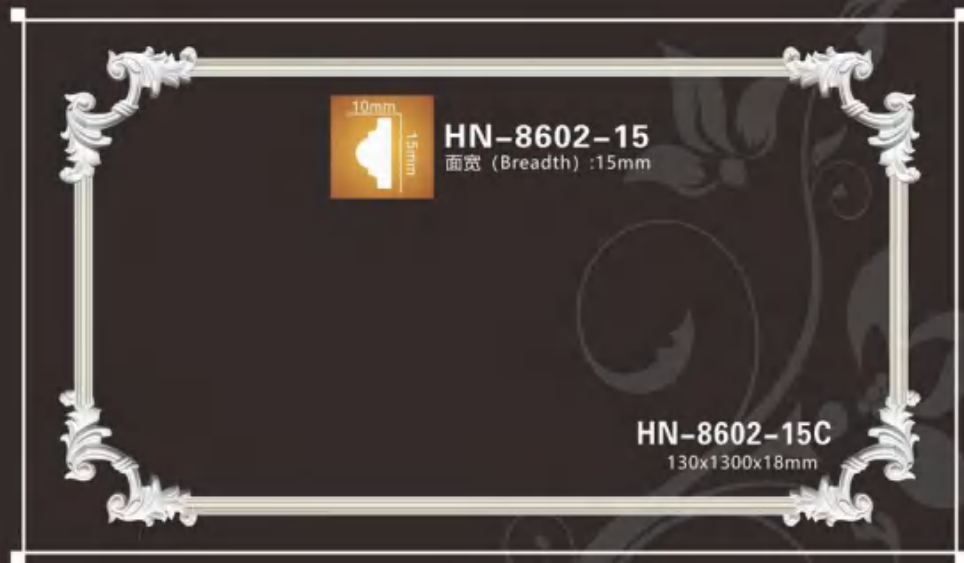 10mm
15mm
HN-8602-15
面宽 (Breadth) :15mm
HN-8602-15C
130x1300x18mm